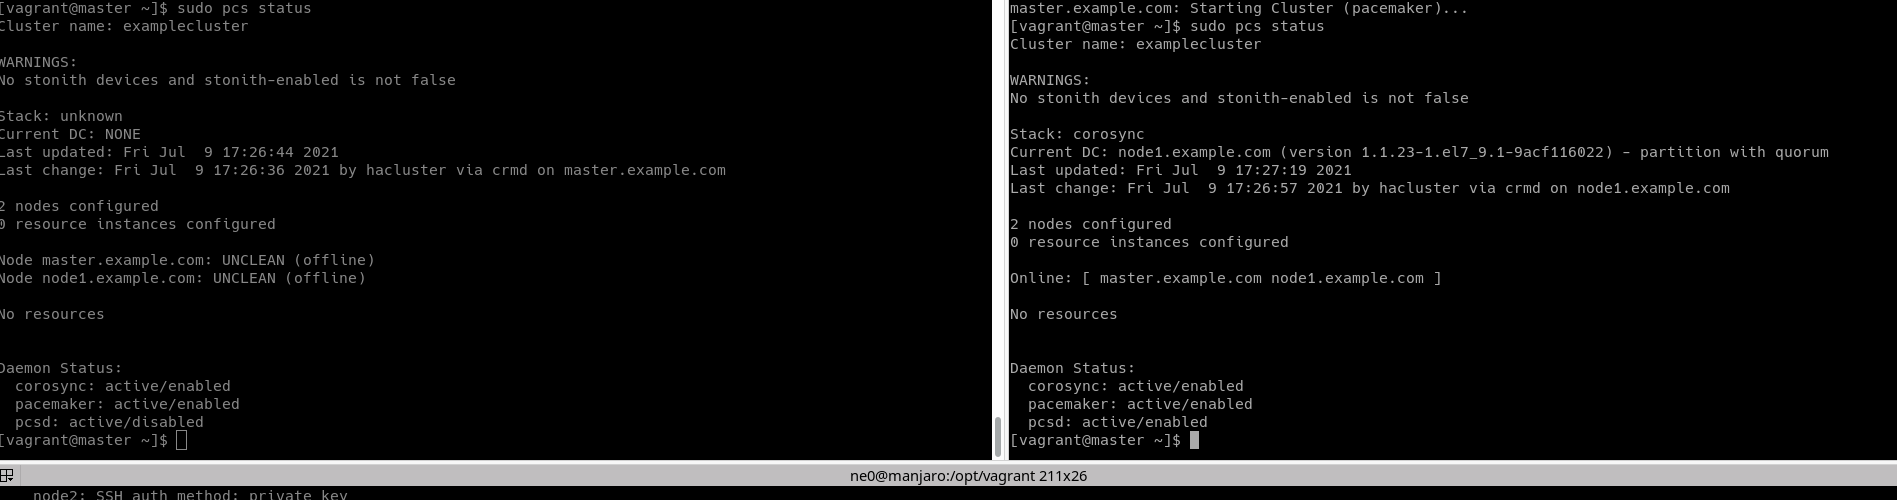 [vagrant@master ~]$ sudo pcs status
Cluster name: examplecluster
WARNINGS:
No stonith devices and stonith-enabled is not false
Stack: unknown
Current DC: NONE
Last updated: Fri Jul  9 17:26:44 2021
Last change: Fri Jul  9 17:26:36 2021 by hacluster via crmd on master.example.com
2 nodes configured
0 resource instances configured
Node master.example.com: UNCLEAN (offline)
Node node1.example.com: UNCLEAN (offline)
No resources
Daemon Status:
  corosync: active/enabled
  pacemaker: active/enabled
  pcsd: active/disabled
[vagrant@master ~]$
master.example.com: Starting Cluster (pacemaker)...
[vagrant@master ~]$ sudo pcs status
Cluster name: examplecluster
WARNINGS:
No stonith devices and stonith-enabled is not false
Stack: corosync
Current DC: node1.example.com (version 1.1.23-1.el7_9.1-9acf116022) - partition with quorum
Last updated: Fri Jul  9 17:27:19 2021
Last change: Fri Jul  9 17:26:57 2021 by hacluster via crmd on node1.example.com
2 nodes configured
0 resource instances configured
Online: [ master.example.com node1.example.com ]
No resources
Daemon Status:
  corosync: active/enabled
  pacemaker: active/enabled
  pcsd: active/enabled
[vagrant@master ~]$
ne0@manjaro:/opt/vagrant 211x26
node2: SSH auth method: private key